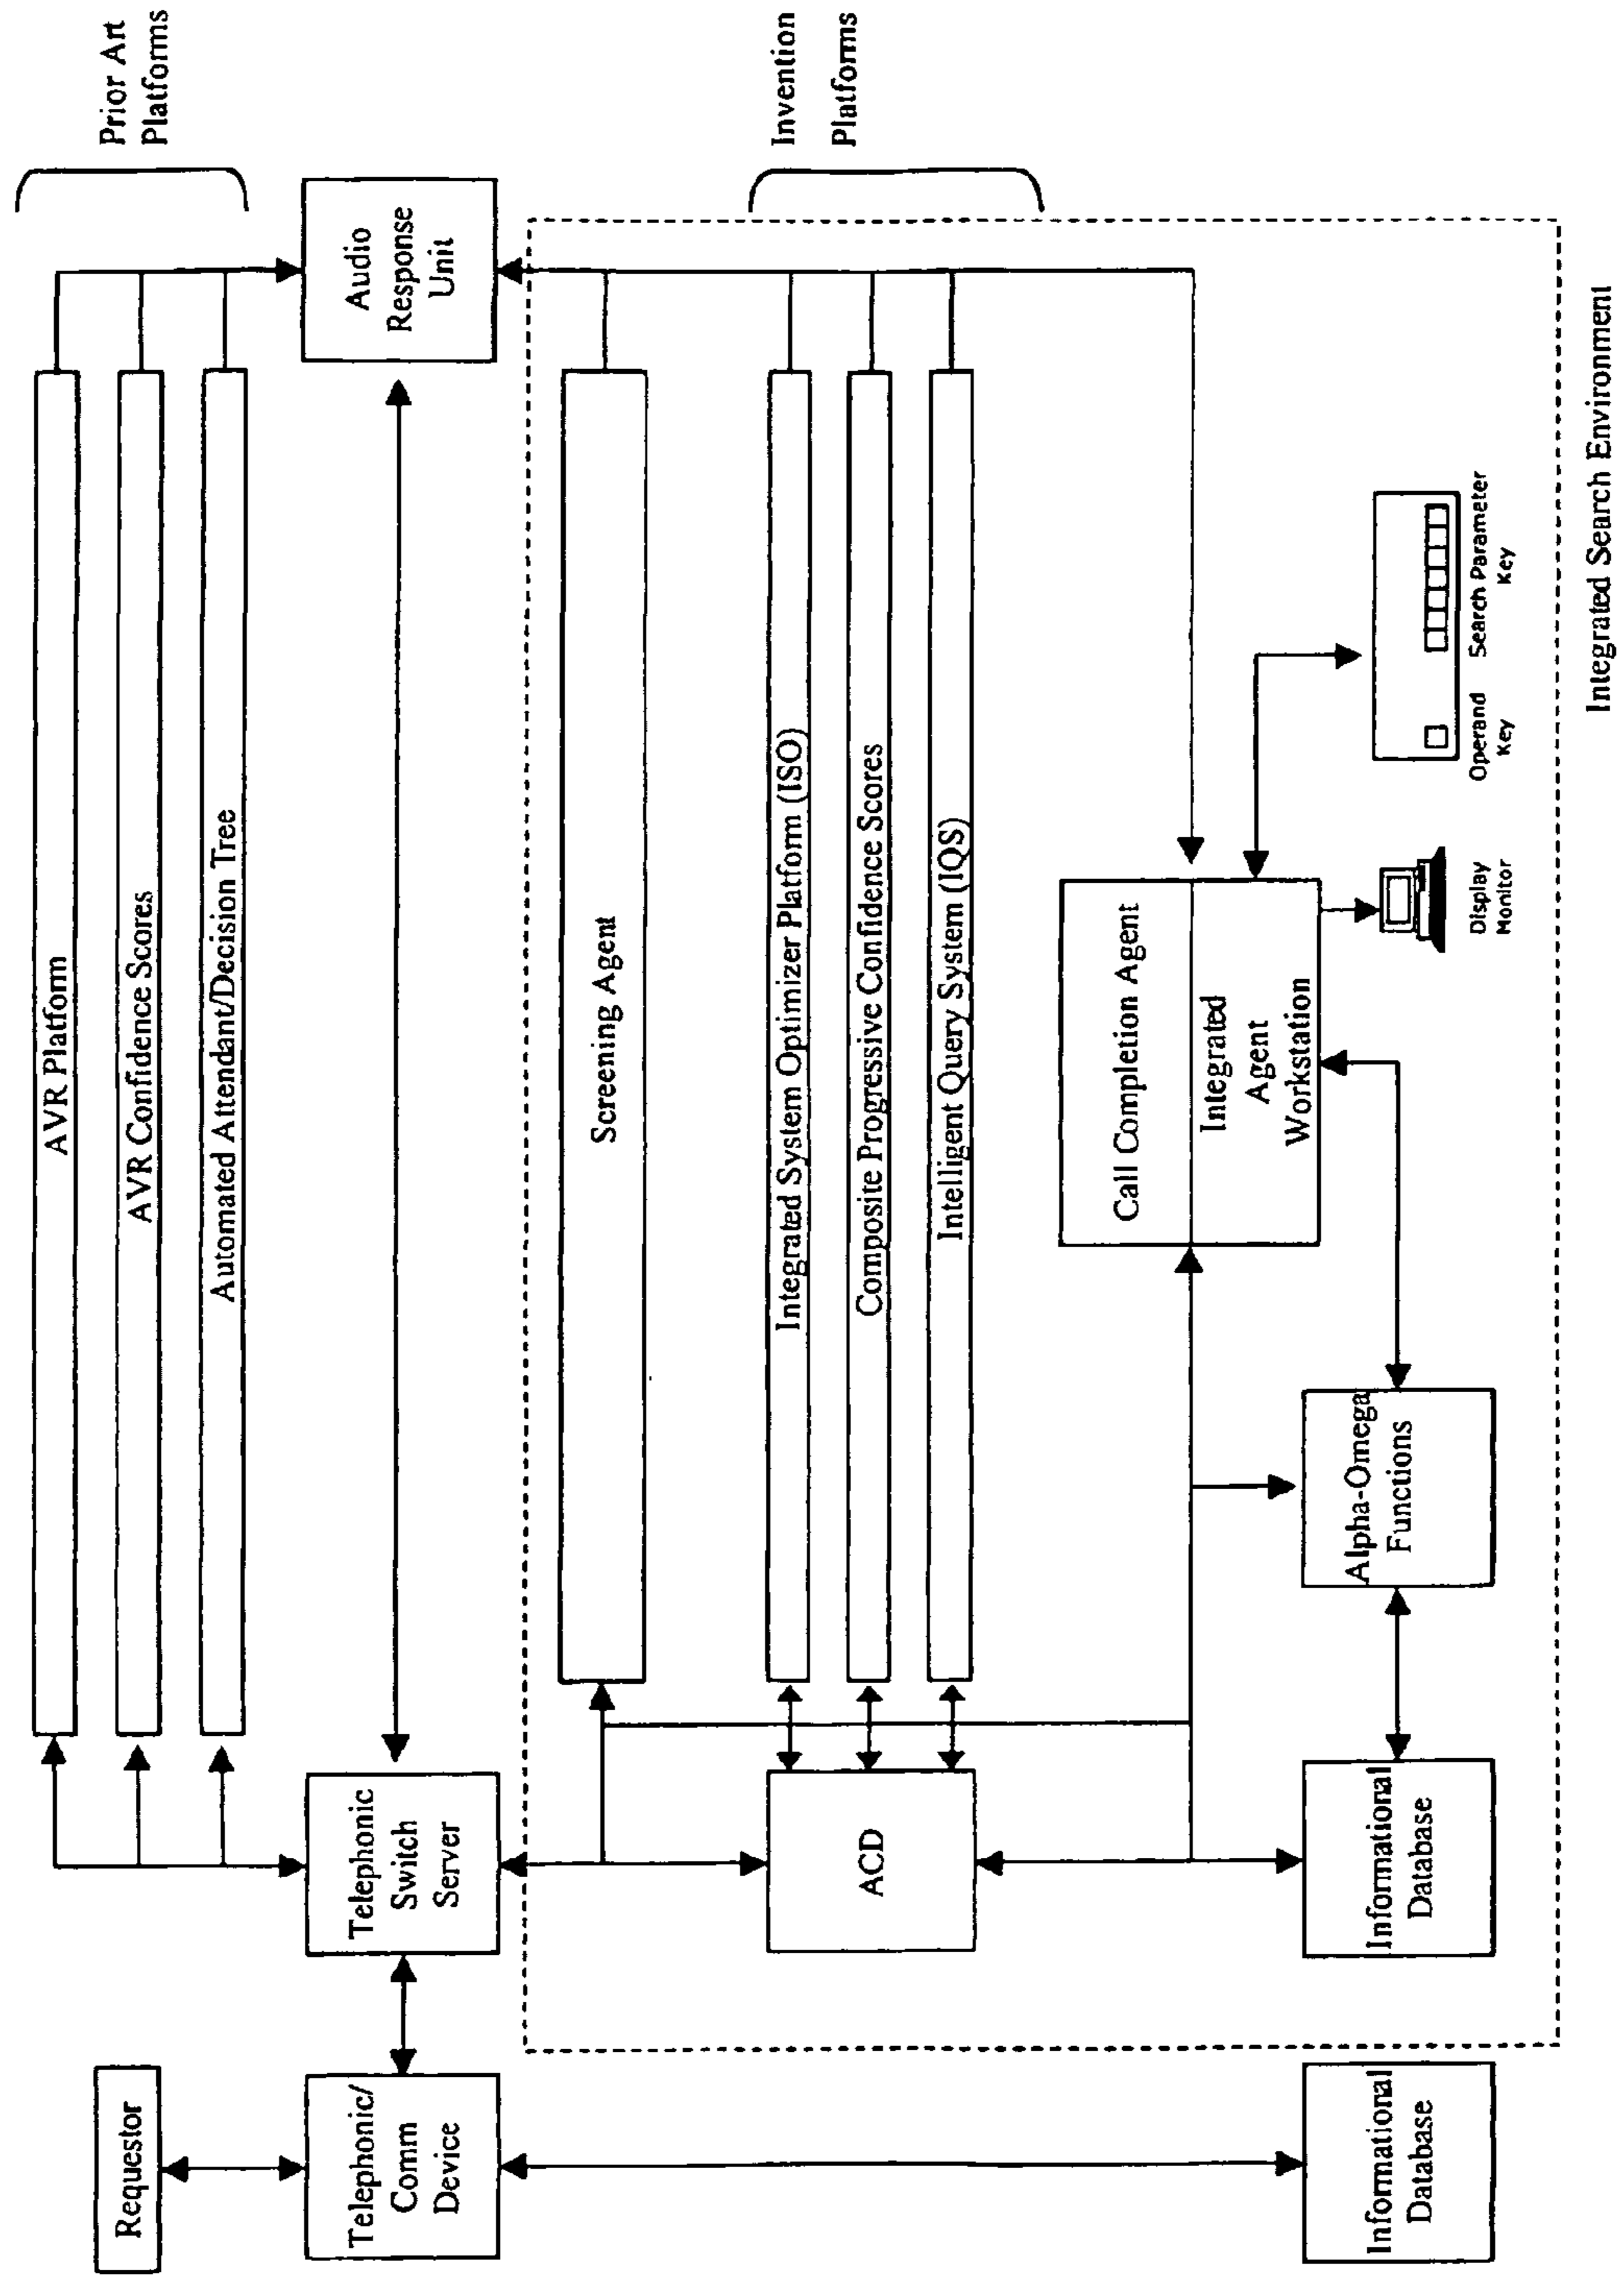 Prior Art
Platforms
AVR Platform
AVR Confidence Scores
Automated Attendant/Decision Tree
Requestor
Telephonic/
Comm
Device
Telephonic
Switch
Server
Audio
Response
Unit
Screening Agent
Invention
Platforms
Integrated System Optimizer Platform (ISO)
Composite Progressive Confidence Scores
Intelligent Query System (IQS)
ACD
Call Completion Agent
Integrated
Agent
Workstation
Informational
Database
Informational
Database
Alpha-Omega
Functions
Display
Monitor
Operand
Key
Search Parameter
Key
Integrated Search Environment